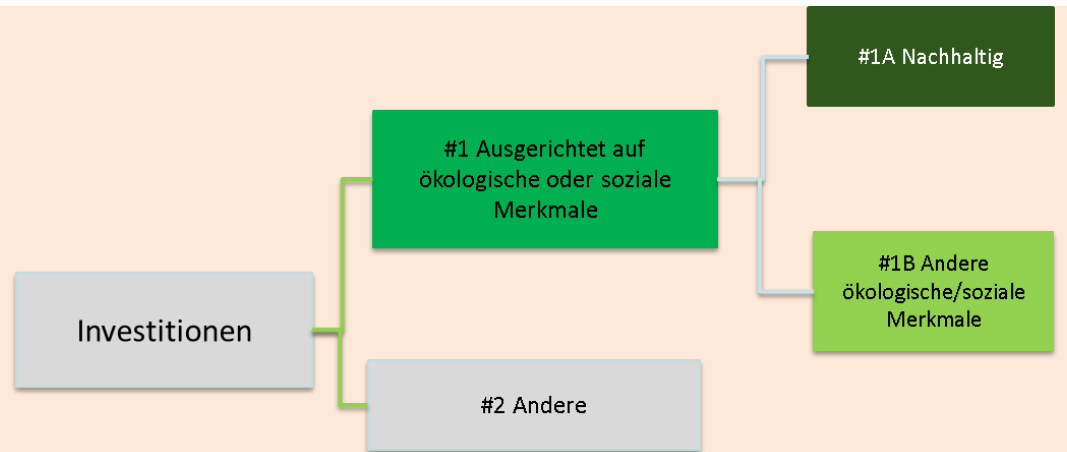 #1A Nachhaltig
#1 Ausgerichtet auf
ökologische oder soziale
Merkmale
#1B Andere
ökologische/soziale
Merkmale
Investitionen
#2 Andere